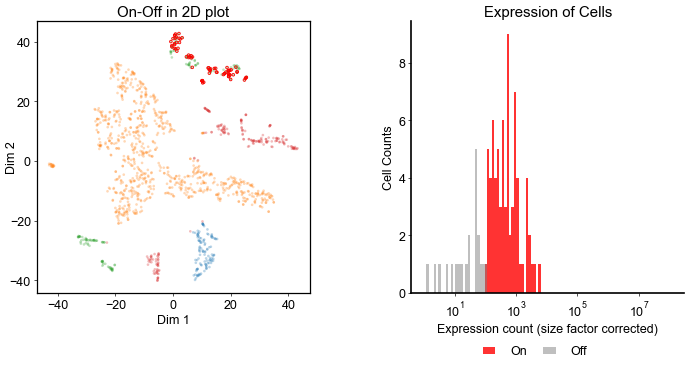 On-Off in 2D plot
Dim 2
40
20
0
−20
−40
−40 −20 0 20 40
Dim 1
Expression of Cells
Cell Counts
8
6
4
2
0
10^1 10^3 10^5 10^7
Expression count (size factor corrected)
On Off